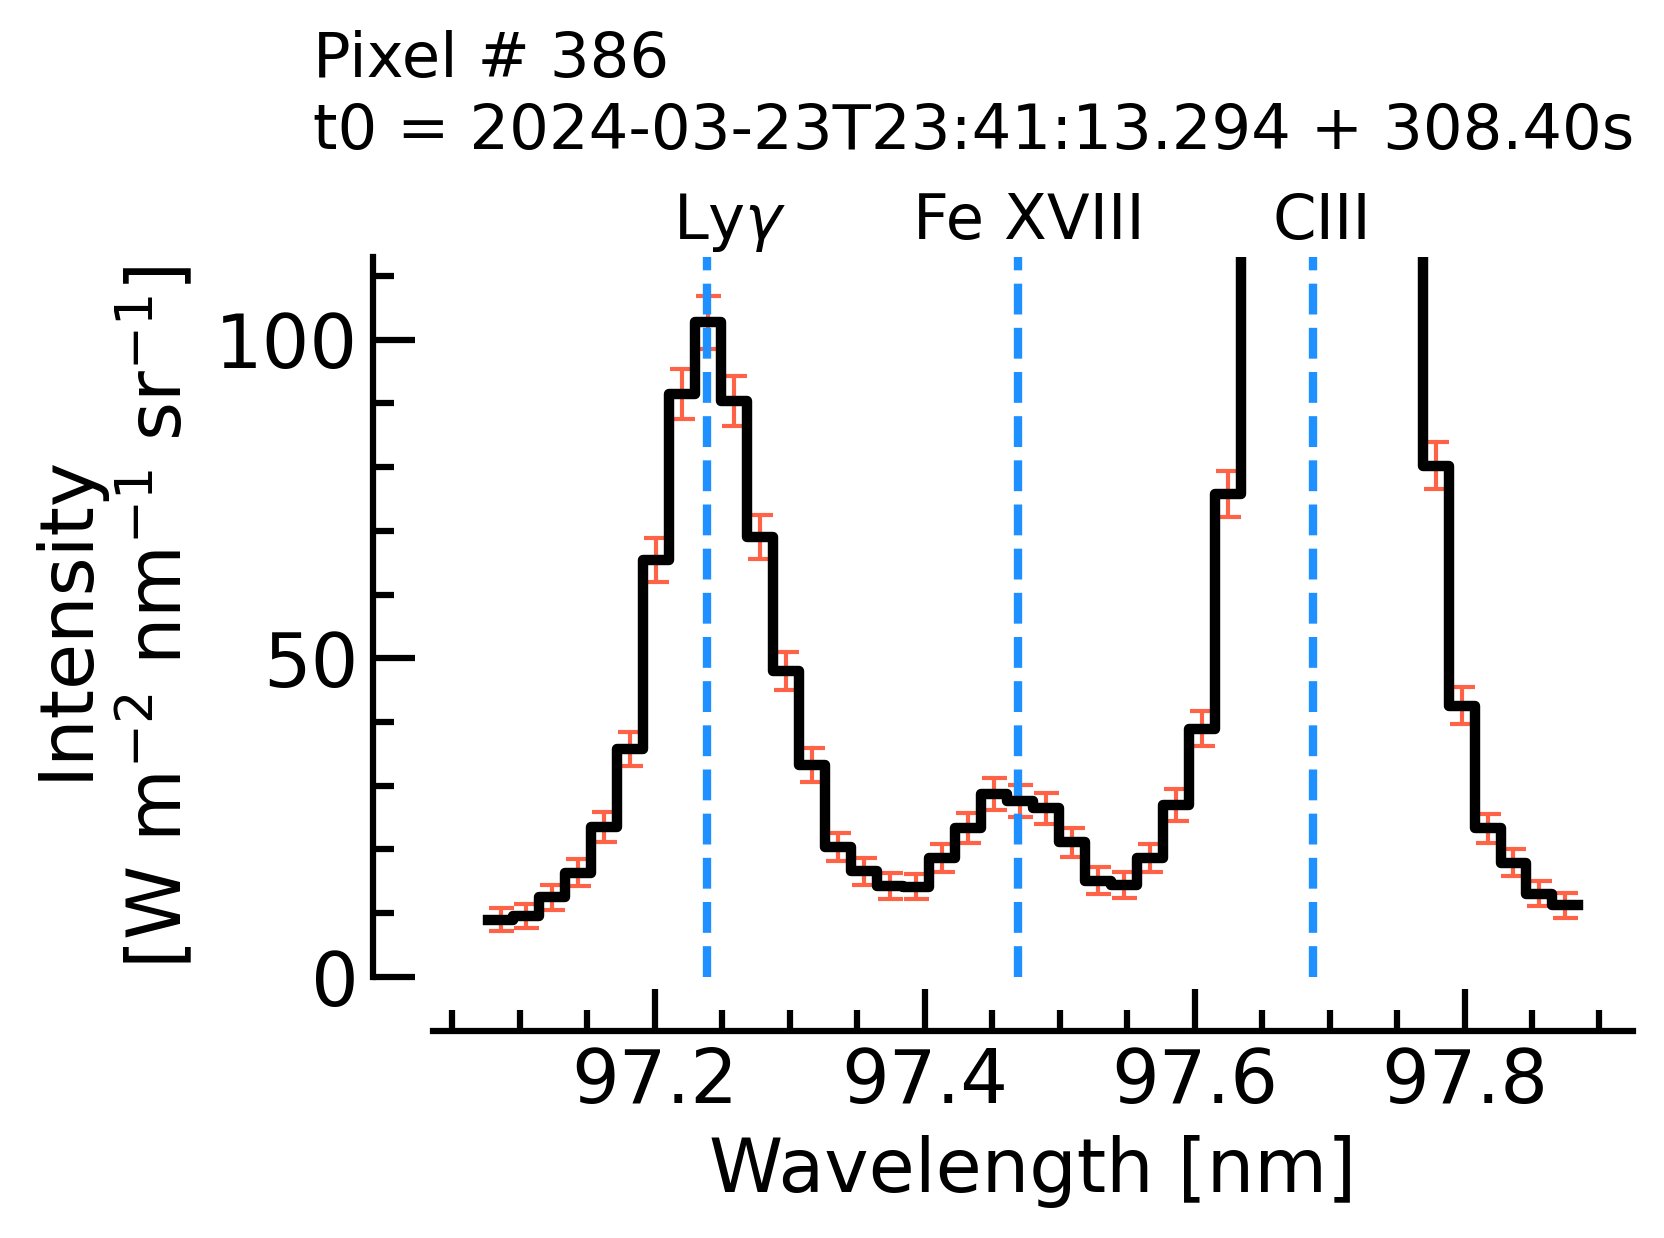 Pixel # 386
t0 = 2024-03-23T23:41:13.294 + 308.40s
Lyγ
Fe XVIII
CIII
Intensity
[W m⁻² nm⁻¹ sr⁻¹]
100
50
0
97.2
97.4
97.6
97.8
Wavelength [nm]